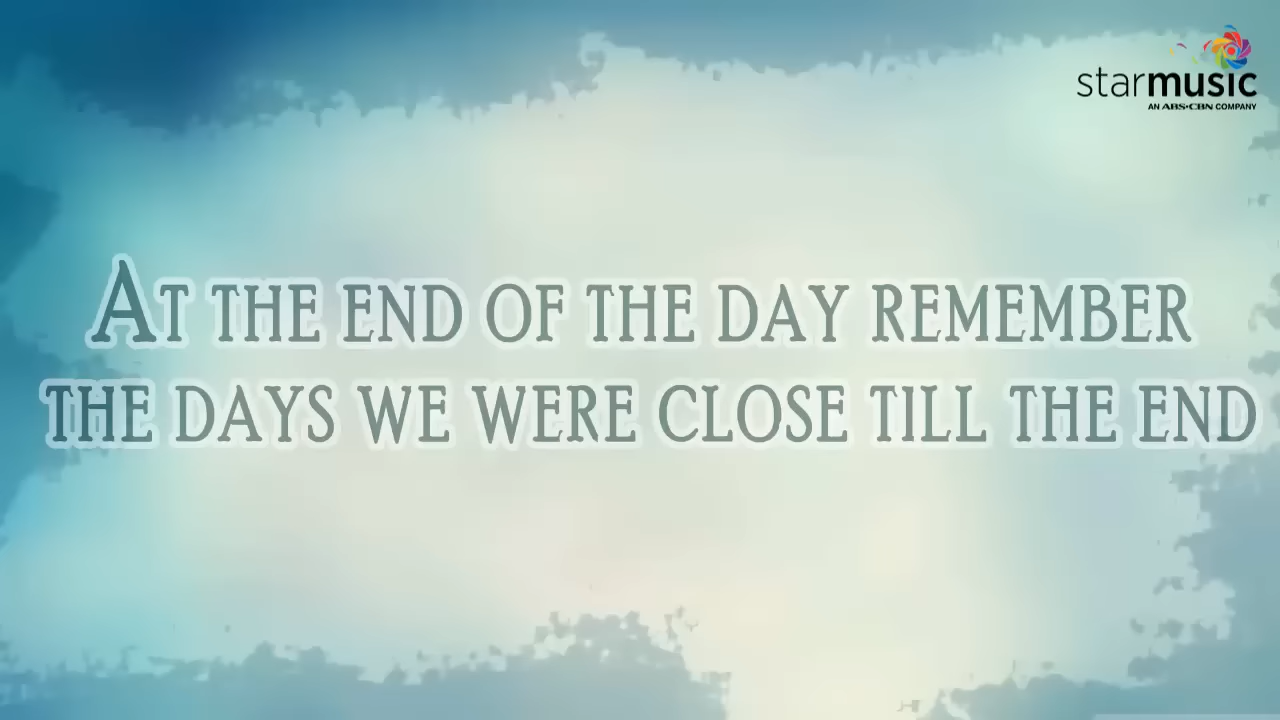 starmusic
AN ABS•CBN COMPANY
At the end of the day remember
the days we were close till the end